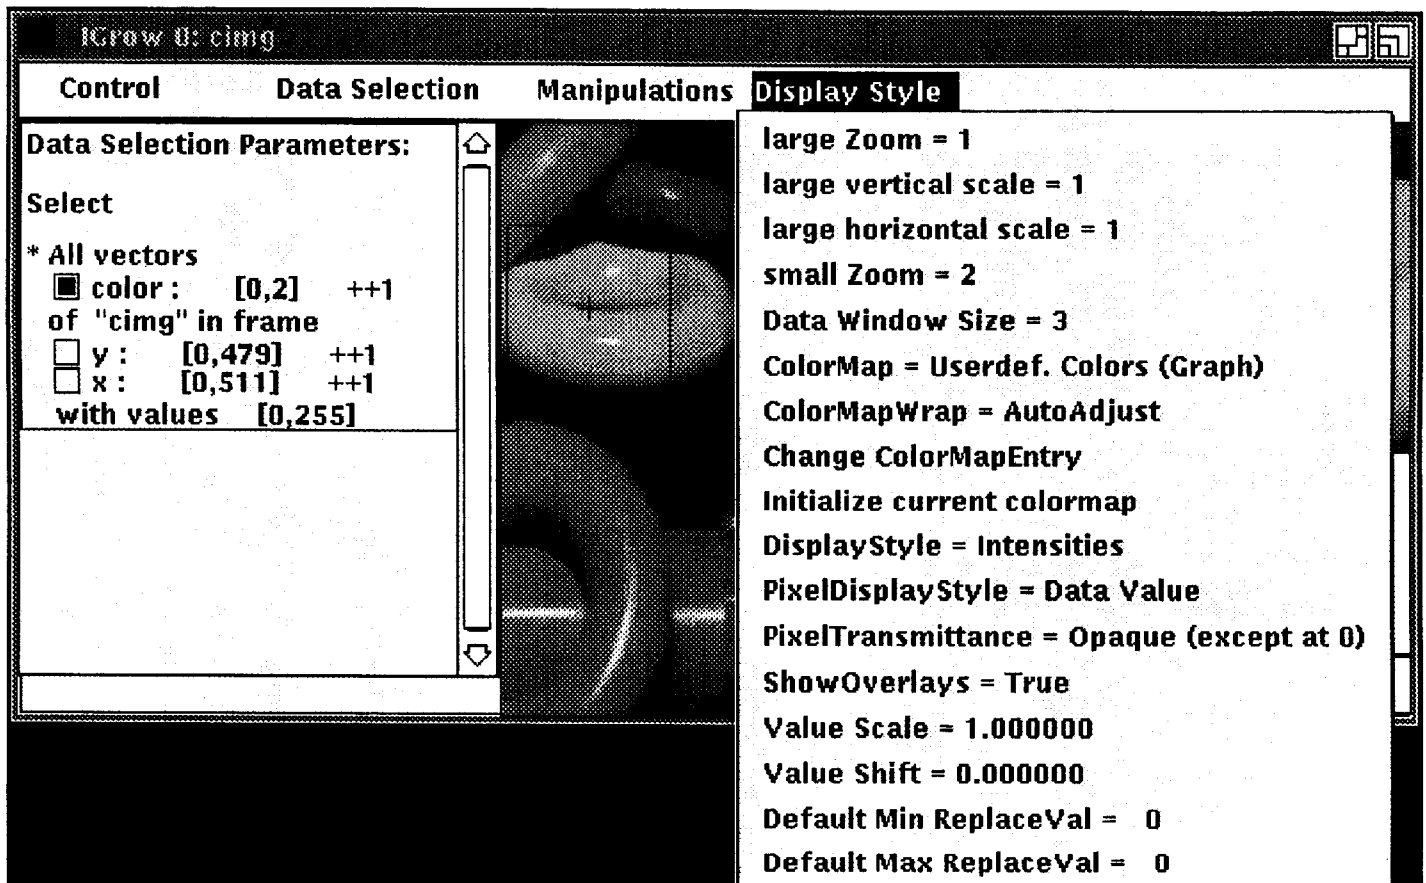 IGrow 0: cimg
Control Data Selection Manipulations Display Style
Data Selection Parameters:
Select
* All vectors
color : [0,2] ++1
of "cimg" in frame
y : [0,479] ++1
x : [0,511] ++1
with values [0,255]
large Zoom = 1
large vertical scale = 1
large horizontal scale = 1
small Zoom = 2
Data Window Size = 3
ColorMap = Userdef. Colors (Graph)
ColorMapWrap = AutoAdjust
Change ColorMapEntry
Initialize current colormap
DisplayStyle = Intensities
PixelDisplayStyle = Data Value
PixelTransmittance = Opaque (except at 0)
ShowOverlays = True
Value Scale = 1.000000
Value Shift = 0.000000
Default Min ReplaceVal = 0
Default Max ReplaceVal = 0